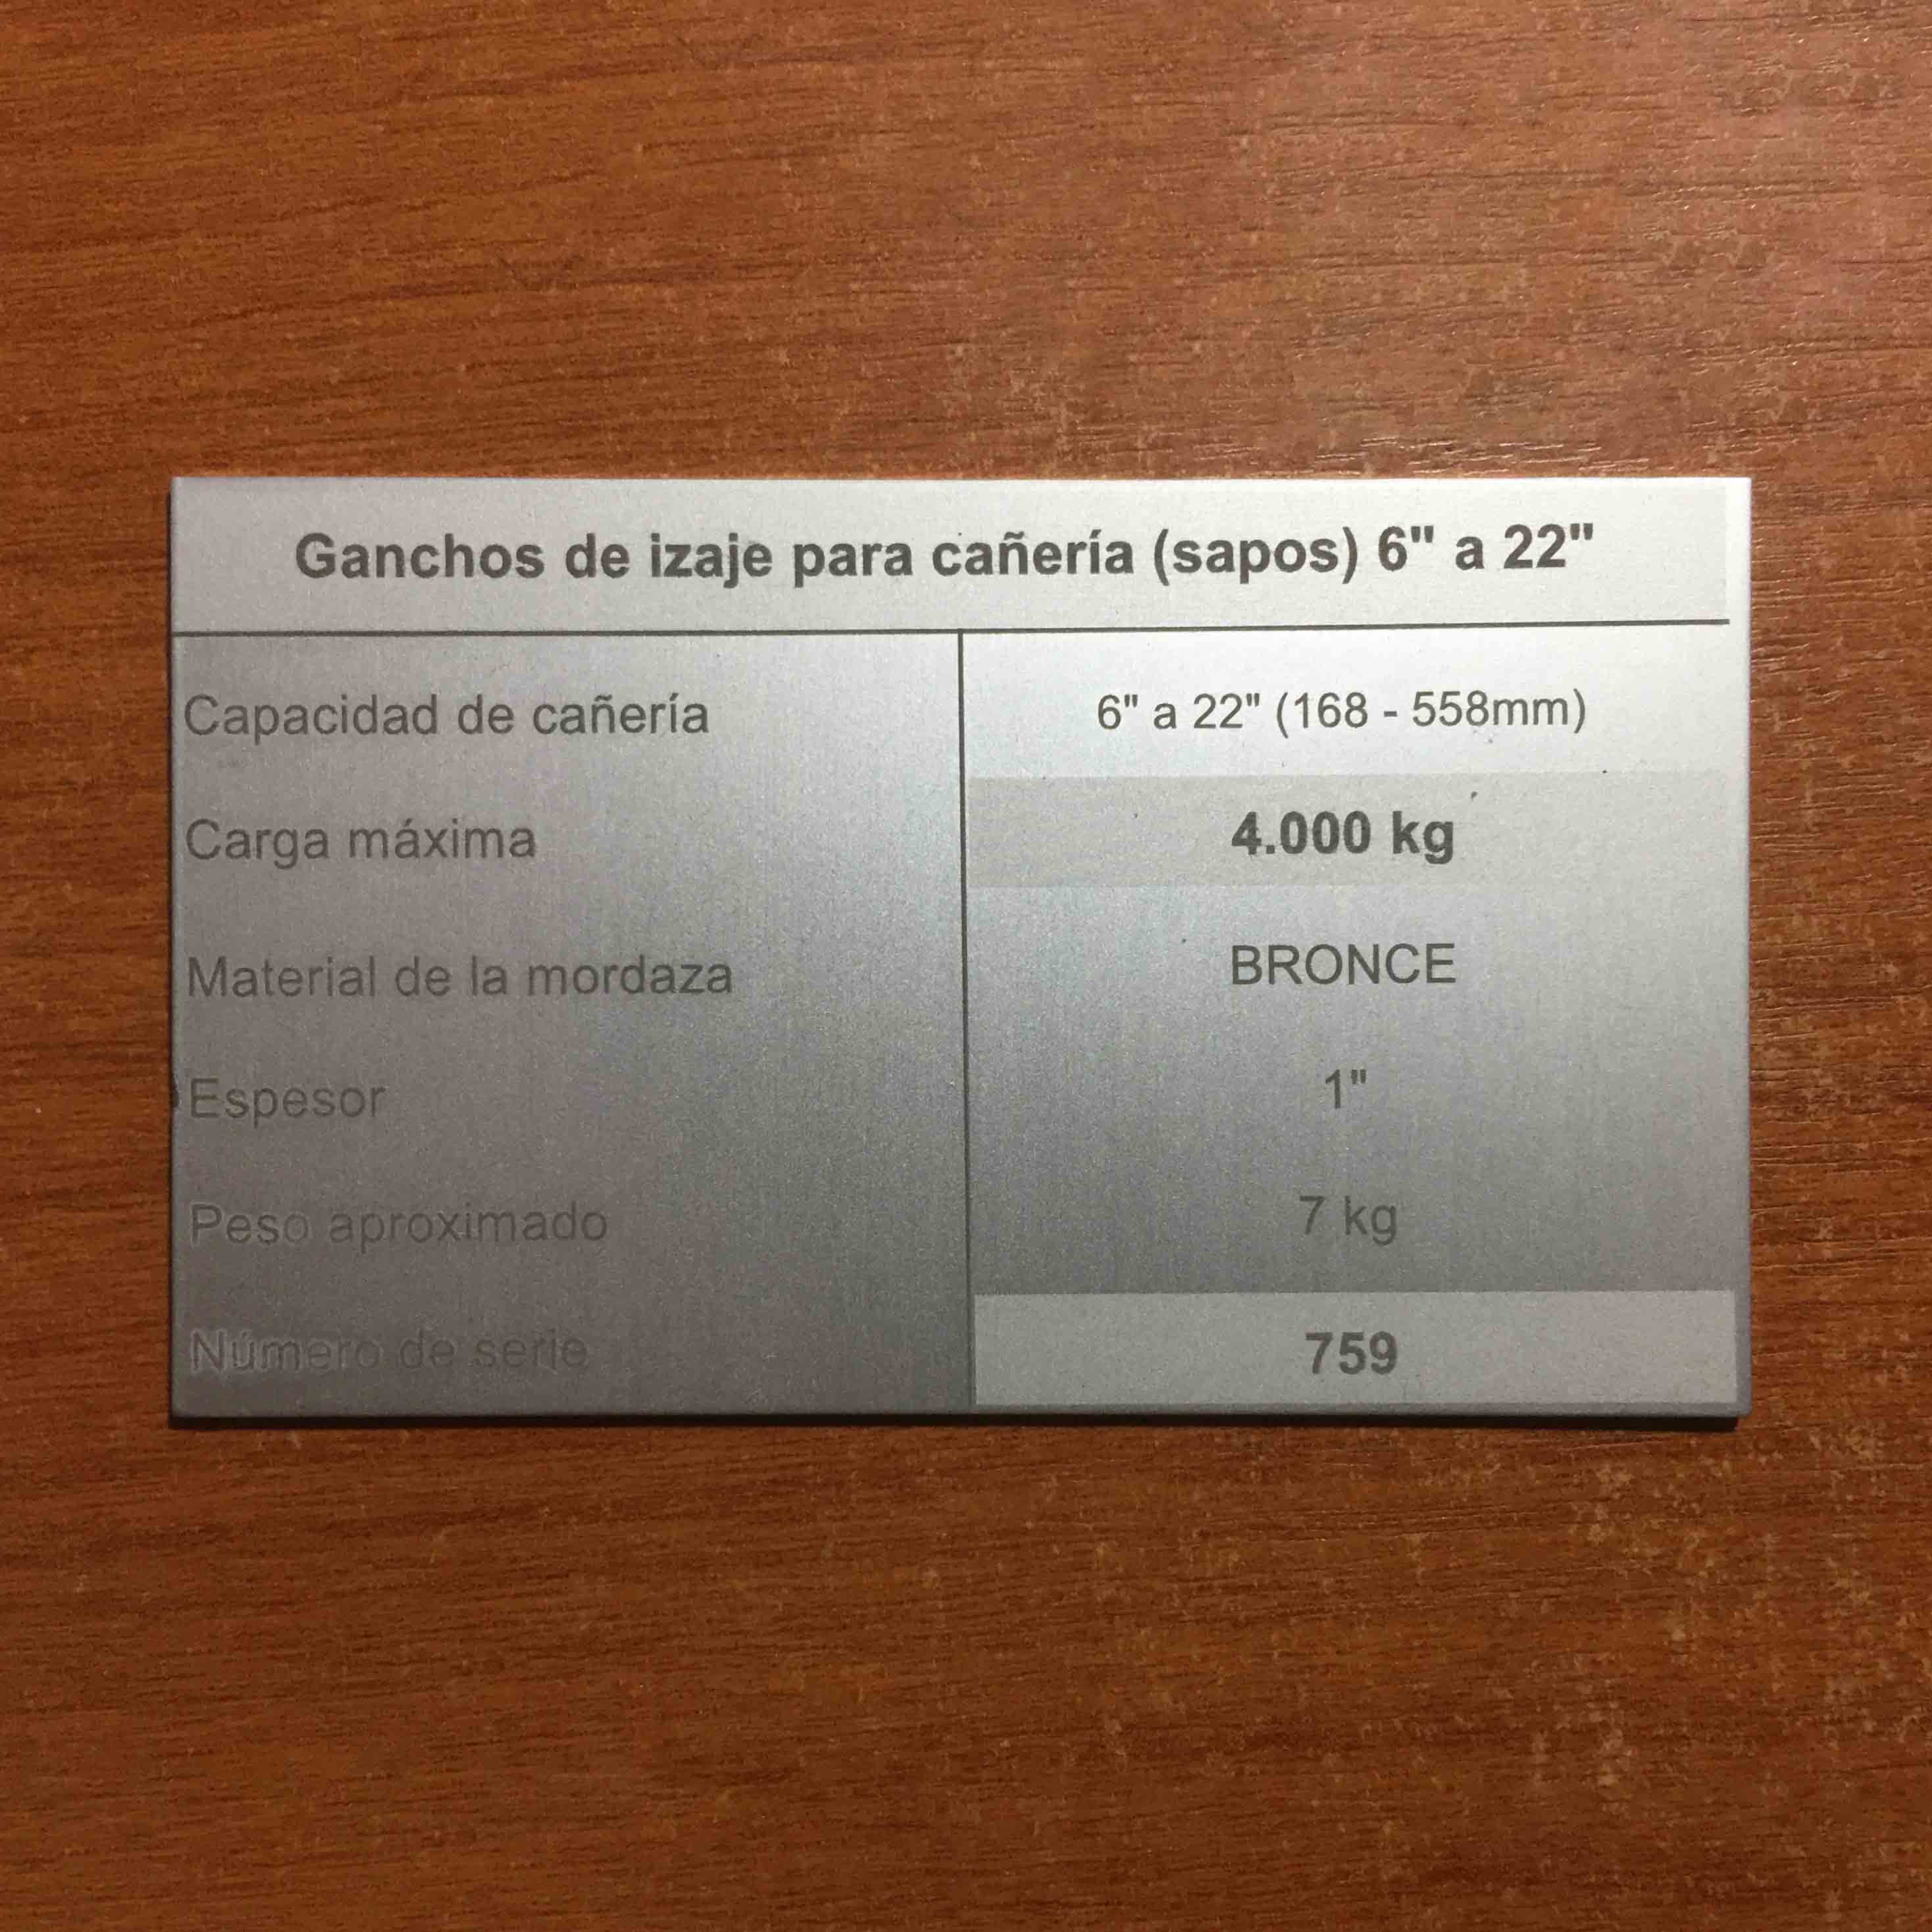 Ganchos de izaje para cañería (sapos) 6" a 22"
Capacidad de cañería 6" a 22" (168 - 558mm)
Carga máxima 4.000 kg
Material de la mordaza BRONCE
Espesor 1"
Peso aproximado 7 kg
Número de serie 759